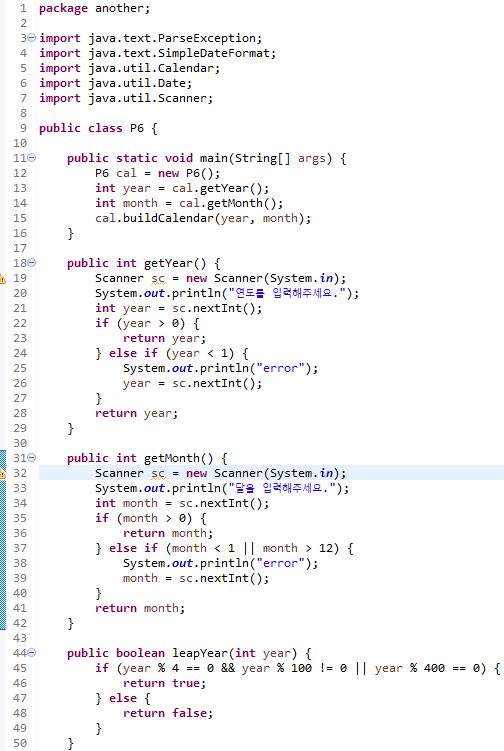 1 package another;
2
3 import java.text.ParseException;
4 import java.text.SimpleDateFormat;
5 import java.util.Calendar;
6 import java.util.Date;
7 import java.util.Scanner;
8
9 public class P6 {
10
11     public static void main(String[] args) {
12         P6 cal = new P6();
13         int year = cal.getYear();
14         int month = cal.getMonth();
15         cal.buildCalendar(year, month);
16     }
17
18     public int getYear() {
19         Scanner sc = new Scanner(System.in);
20         System.out.println("연도를 입력해주세요.");
21         int year = sc.nextInt();
22         if (year > 0) {
23             return year;
24         } else if (year < 1) {
25             System.out.println("error");
26             year = sc.nextInt();
27         }
28         return year;
29     }
30
31     public int getMonth() {
32         Scanner sc = new Scanner(System.in);
33         System.out.println("달을 입력해주세요.");
34         int month = sc.nextInt();
35         if (month > 0) {
36             return month;
37         } else if (month < 1 || month > 12) {
38             System.out.println("error");
39             month = sc.nextInt();
40         }
41         return month;
42     }
43
44     public boolean leapYear(int year) {
45         if (year % 4 == 0 && year % 100 != 0 || year % 400 == 0) {
46             return true;
47         } else {
48             return false;
49         }
50     }